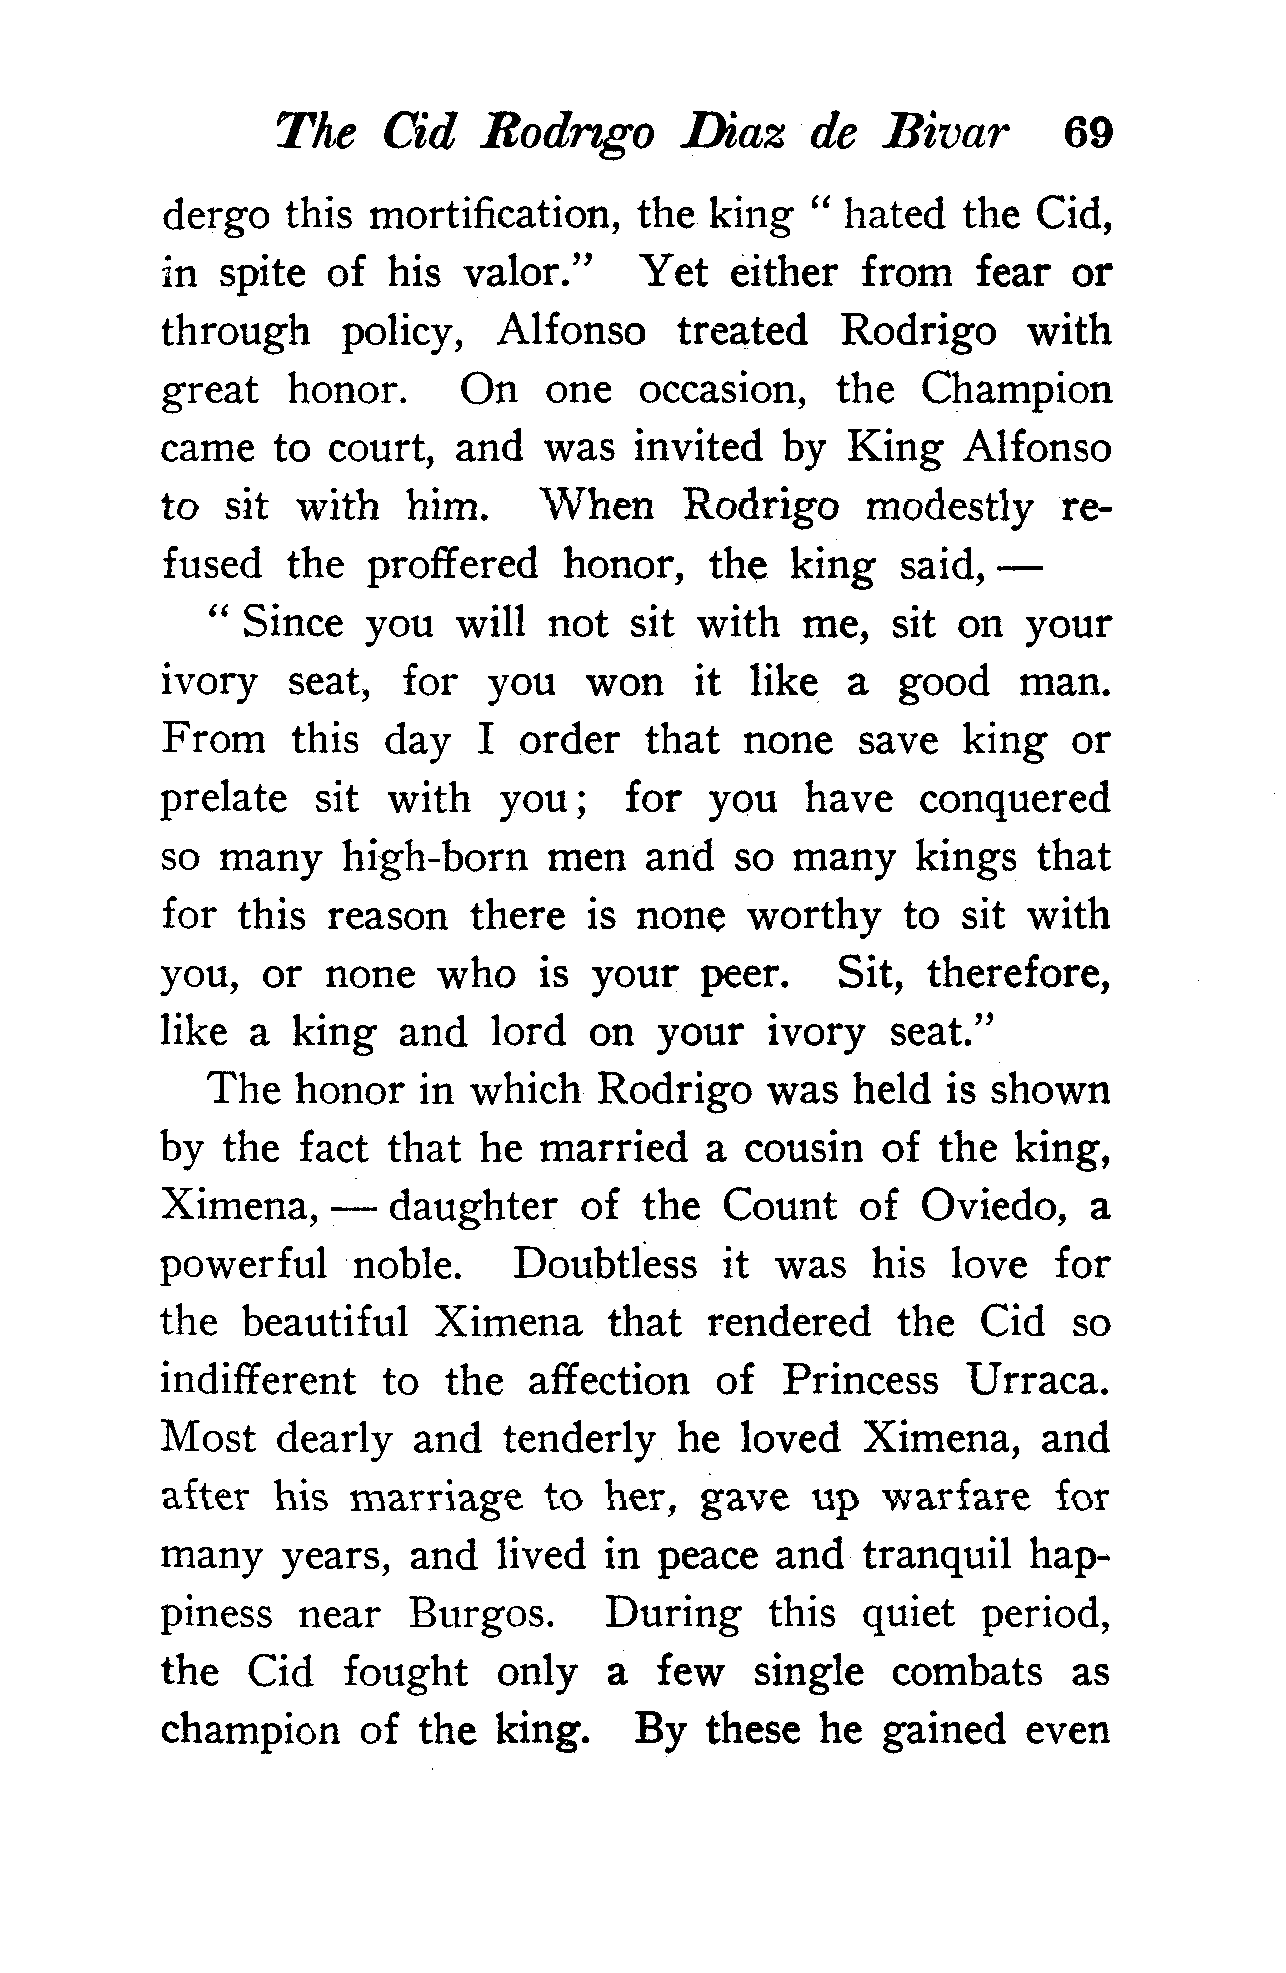 The Cid Rodrigo Diaz de Bivar 69
dergo this mortification, the king " hated the Cid,
in spite of his valor." Yet either from fear or
through policy, Alfonso treated Rodrigo with
great honor. On one occasion, the Champion
came to court, and was invited by King Alfonso
to sit with him. When Rodrigo modestly re-
fused the proffered honor, the king said, —
" Since you will not sit with me, sit on your
ivory seat, for you won it like a good man.
From this day I order that none save king or
prelate sit with you; for you have conquered
so many high-born men and so many kings that
for this reason there is none worthy to sit with
you, or none who is your peer. Sit, therefore,
like a king and lord on your ivory seat."
The honor in which Rodrigo was held is shown
by the fact that he married a cousin of the king,
Ximena, — daughter of the Count of Oviedo, a
powerful noble. Doubtless it was his love for
the beautiful Ximena that rendered the Cid so
indifferent to the affection of Princess Urraca.
Most dearly and tenderly he loved Ximena, and
after his marriage to her, gave up warfare for
many years, and lived in peace and tranquil hap-
piness near Burgos. During this quiet period,
the Cid fought only a few single combats as
champion of the king. By these he gained even